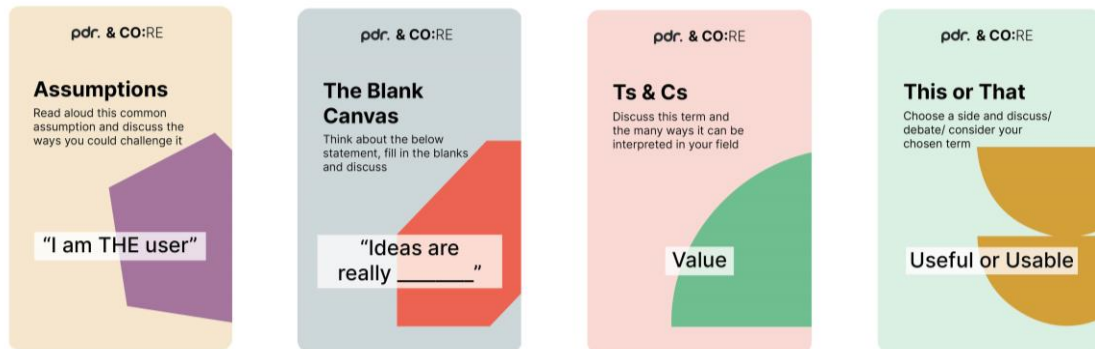 pdr. & CO:RE
Assumptions
Read aloud this common
assumption and discuss the
ways you could challenge it
“I am THE user”
pdr. & CO:RE
The Blank
Canvas
Think about the below
statement, fill in the blanks
and discuss
“Ideas are
really ________”
pdr. & CO:RE
Ts & Cs
Discuss this term and
the many ways it can be
interpreted in your field
Value
pdr. & CO:RE
This or That
Choose a side and discuss/
debate/ consider your
chosen term
Useful or Usable